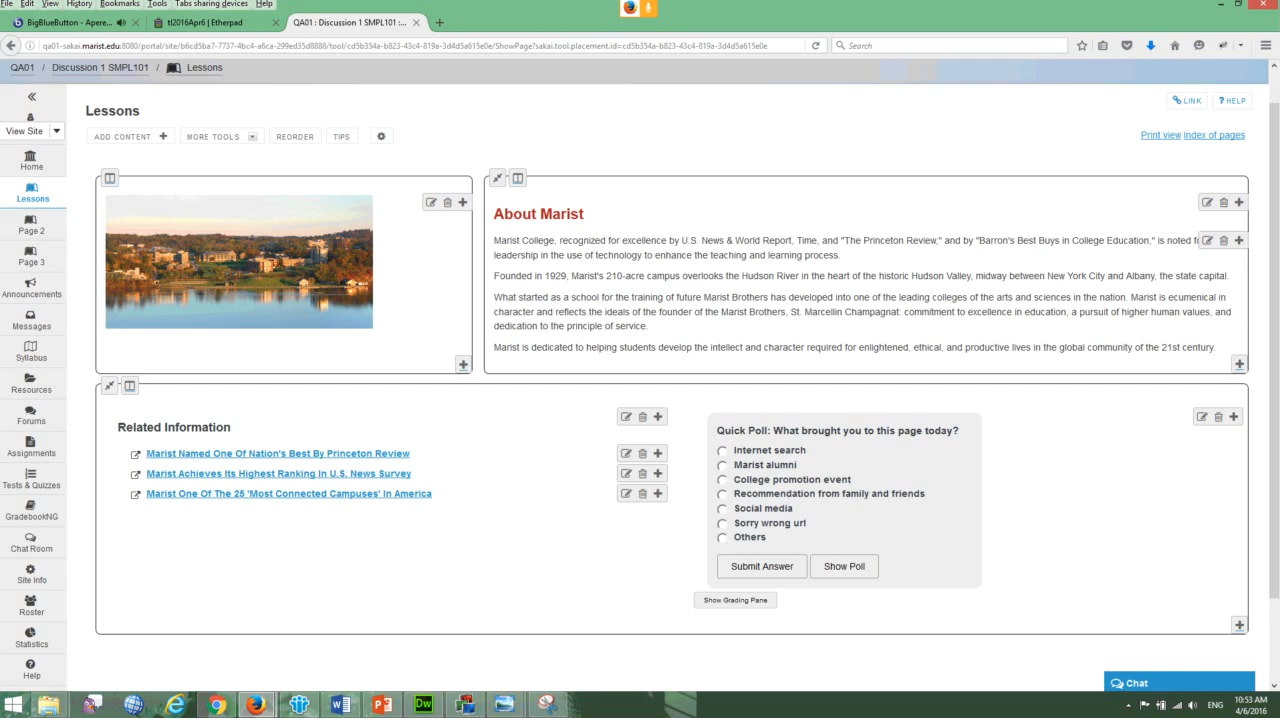 File Edit View History Bookmarks Tools Tabs sharing devices Help
BigBlueButton - Apere...
tl2016Apr6 | Etherpad
QA01 : Discussion 1 SMPL101 :...
qa01-sakai.marist.edu:8080/portal/site/b6cd5ba7-7737-4bc4-a6ca-299ed35d8888/tool/cd5b354a-b823-43c4-819a-3d4d5a615e0e/ShowPage?sakai.tool.placement.id=cd5b354a-b823-43c4-819a-3d4d5a615e0e
Search
QA01 / Discussion 1 SMPL101 / Lessons
View Site
Home
Lessons
Page 2
Page 3
Announcements
Messages
Syllabus
Resources
Forums
Assignments
Tests & Quizzes
GradebookNG
Chat Room
Site Info
Roster
Statistics
Help
Lessons
LINK
? HELP
ADD CONTENT
MORE TOOLS
REORDER
TIPS
Print view Index of pages
About Marist
Marist College, recognized for excellence by U.S. News & World Report, Time, and "The Princeton Review," and by "Barron's Best Buys in College Education," is noted
leadership in the use of technology to enhance the teaching and learning process.
Founded in 1929, Marist's 210-acre campus overlooks the Hudson River in the heart of the historic Hudson Valley, midway between New York City and Albany, the state capital.
What started as a school for the training of future Marist Brothers has developed into one of the leading colleges of the arts and sciences in the nation. Marist is ecumenical in
character and reflects the ideals of the founder of the Marist Brothers, St. Marcellin Champagnat: commitment to excellence in education, a pursuit of higher human values, and
dedication to the principle of service.
Marist is dedicated to helping students develop the intellect and character required for enlightened, ethical, and productive lives in the global community of the 21st century.
Related Information
Marist Named One Of Nation's Best By Princeton Review
Marist Achieves Its Highest Ranking In U.S. News Survey
Marist One Of The 25 'Most Connected Campuses' In America
Quick Poll: What brought you to this page today?
Internet search
Marist alumni
College promotion event
Recommendation from family and friends
Social media
Sorry wrong url
Others
Submit Answer
Show Poll
Show Grading Pane
Chat
Dw
ENG
10:53 AM
4/6/2016